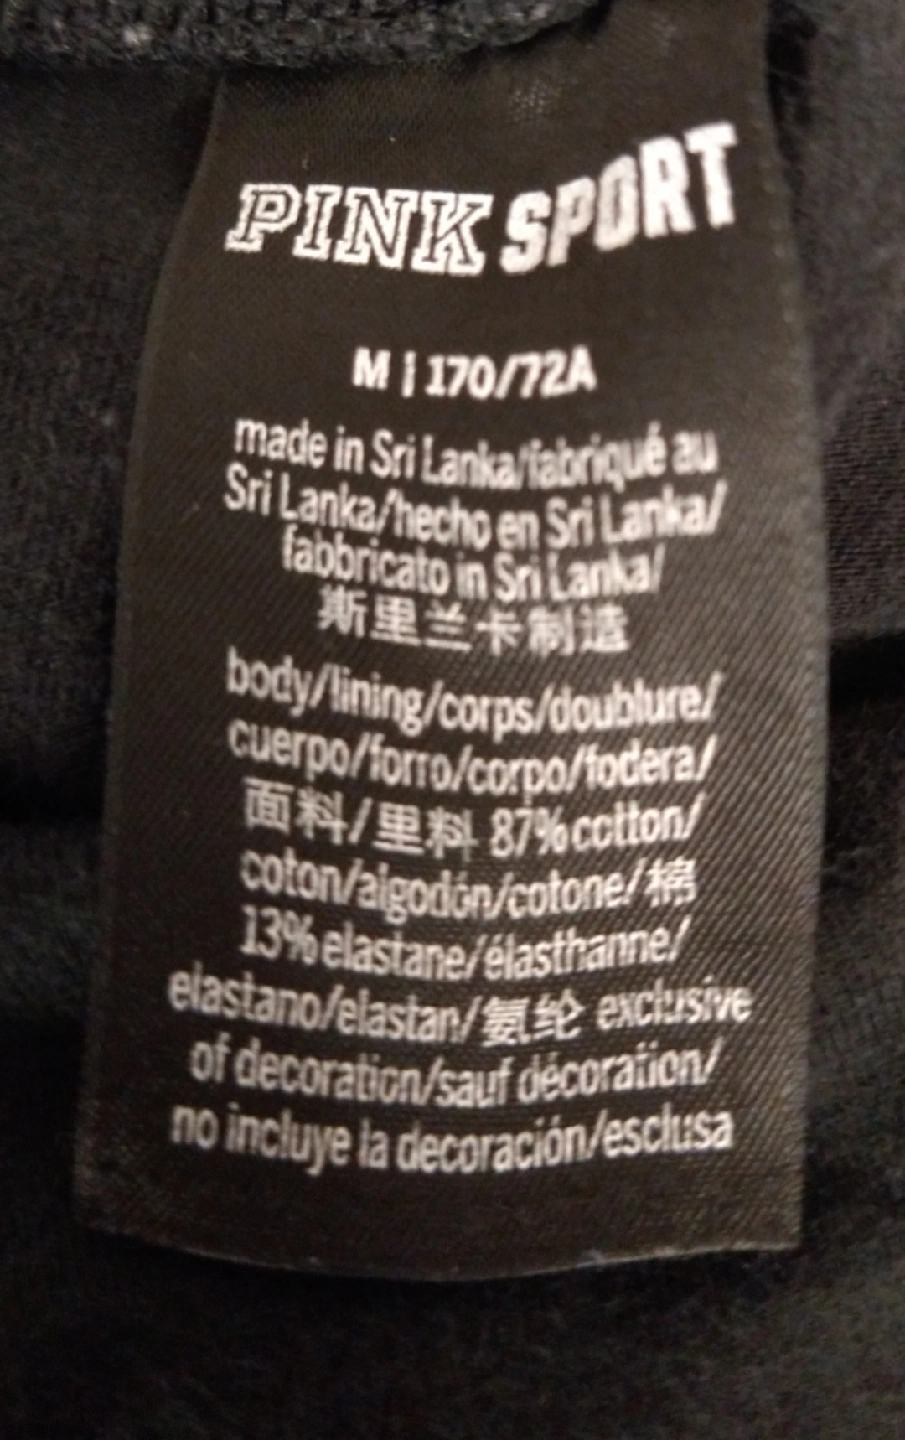 PINK SPORT
M | 170/72A
made in Sri Lanka/fabriqué au
Sri Lanka/hecho en Sri Lanka/
fabbricato in Sri Lanka/
斯里兰卡制造
body/lining/corps/doublure/
cuerpo/forro/corpo/fodera/
面料/里料 87% cotton/
coton/algodón/cotone/棉
13% elastane/élasthanne/
elastano/elastan/氨纶 exclusive
of decoration/sauf décoration/
no incluye la decoración/esclusa